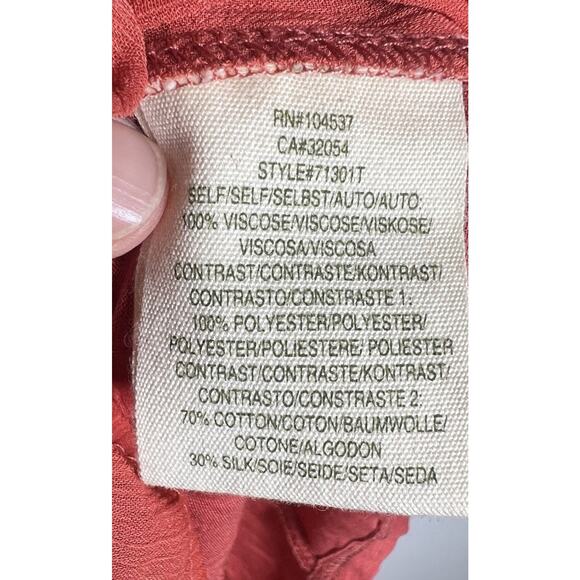 RN#104537
CA#32054
STYLE#71301T
SELF/SELF/SELBST/AUTO/AUTO:
100% VISCOSE/VISCOSE/VISKOSE/
VISCOSA/VISCOSA
CONTRAST/CONTRASTE/KONTRAST/
CONTRASTO/CONSTRASTE 1:
100% POLYESTER/POLYESTER/
POLYESTER/POLIESTERE/ POLIESTER
CONTRAST/CONTRASTE/KONTRAST/
CONTRASTO/CONSTRASTE 2:
70% COTTON/COTON/BAUMWOLLE/
COTONE/ALGODON
30% SILK/SOIE/SEIDE/SETA/SEDA